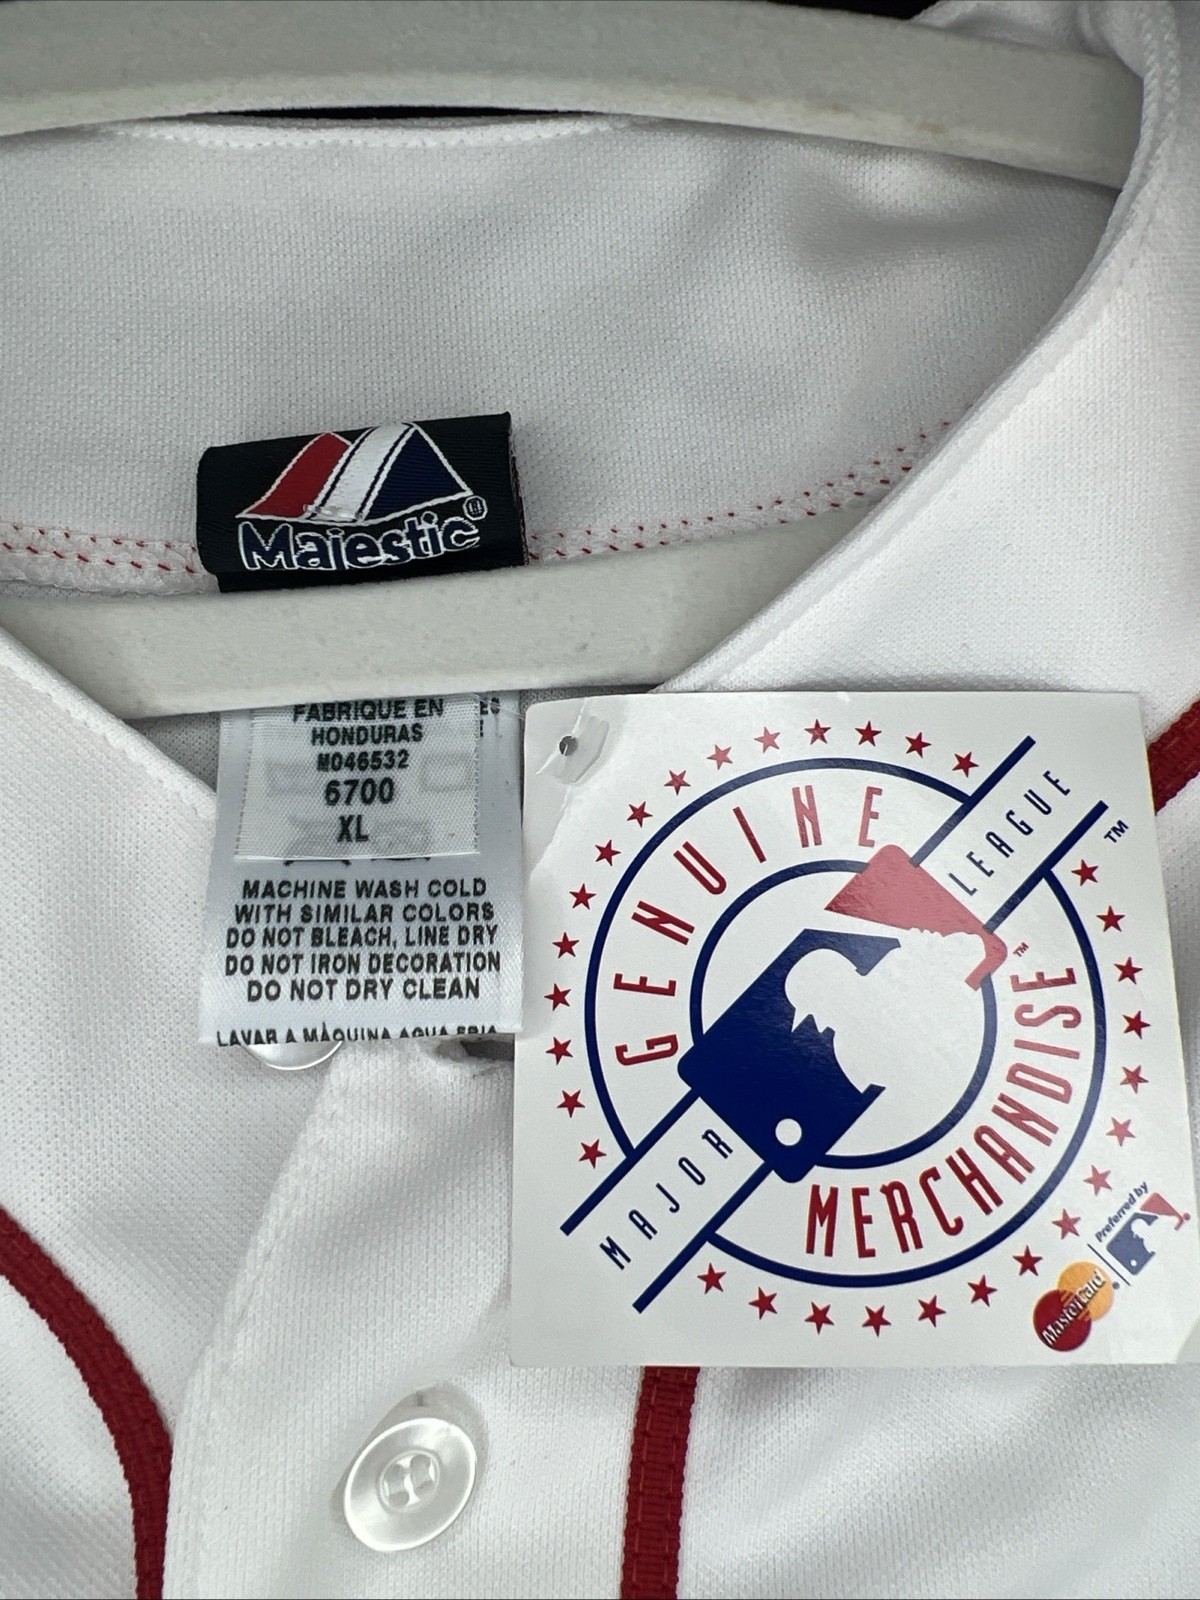 Majestic
FABRIQUE EN
HONDURAS
M046532
6700
XL
MACHINE WASH COLD
WITH SIMILAR COLORS
DO NOT BLEACH, LINE DRY
DO NOT IRON DECORATION
DO NOT DRY CLEAN
LAVAR A MÀQUINA AGUA FRIA
GENUINE
MAJOR LEAGUE ™
™
MERCHANDISE
Preferred by
MasterCard